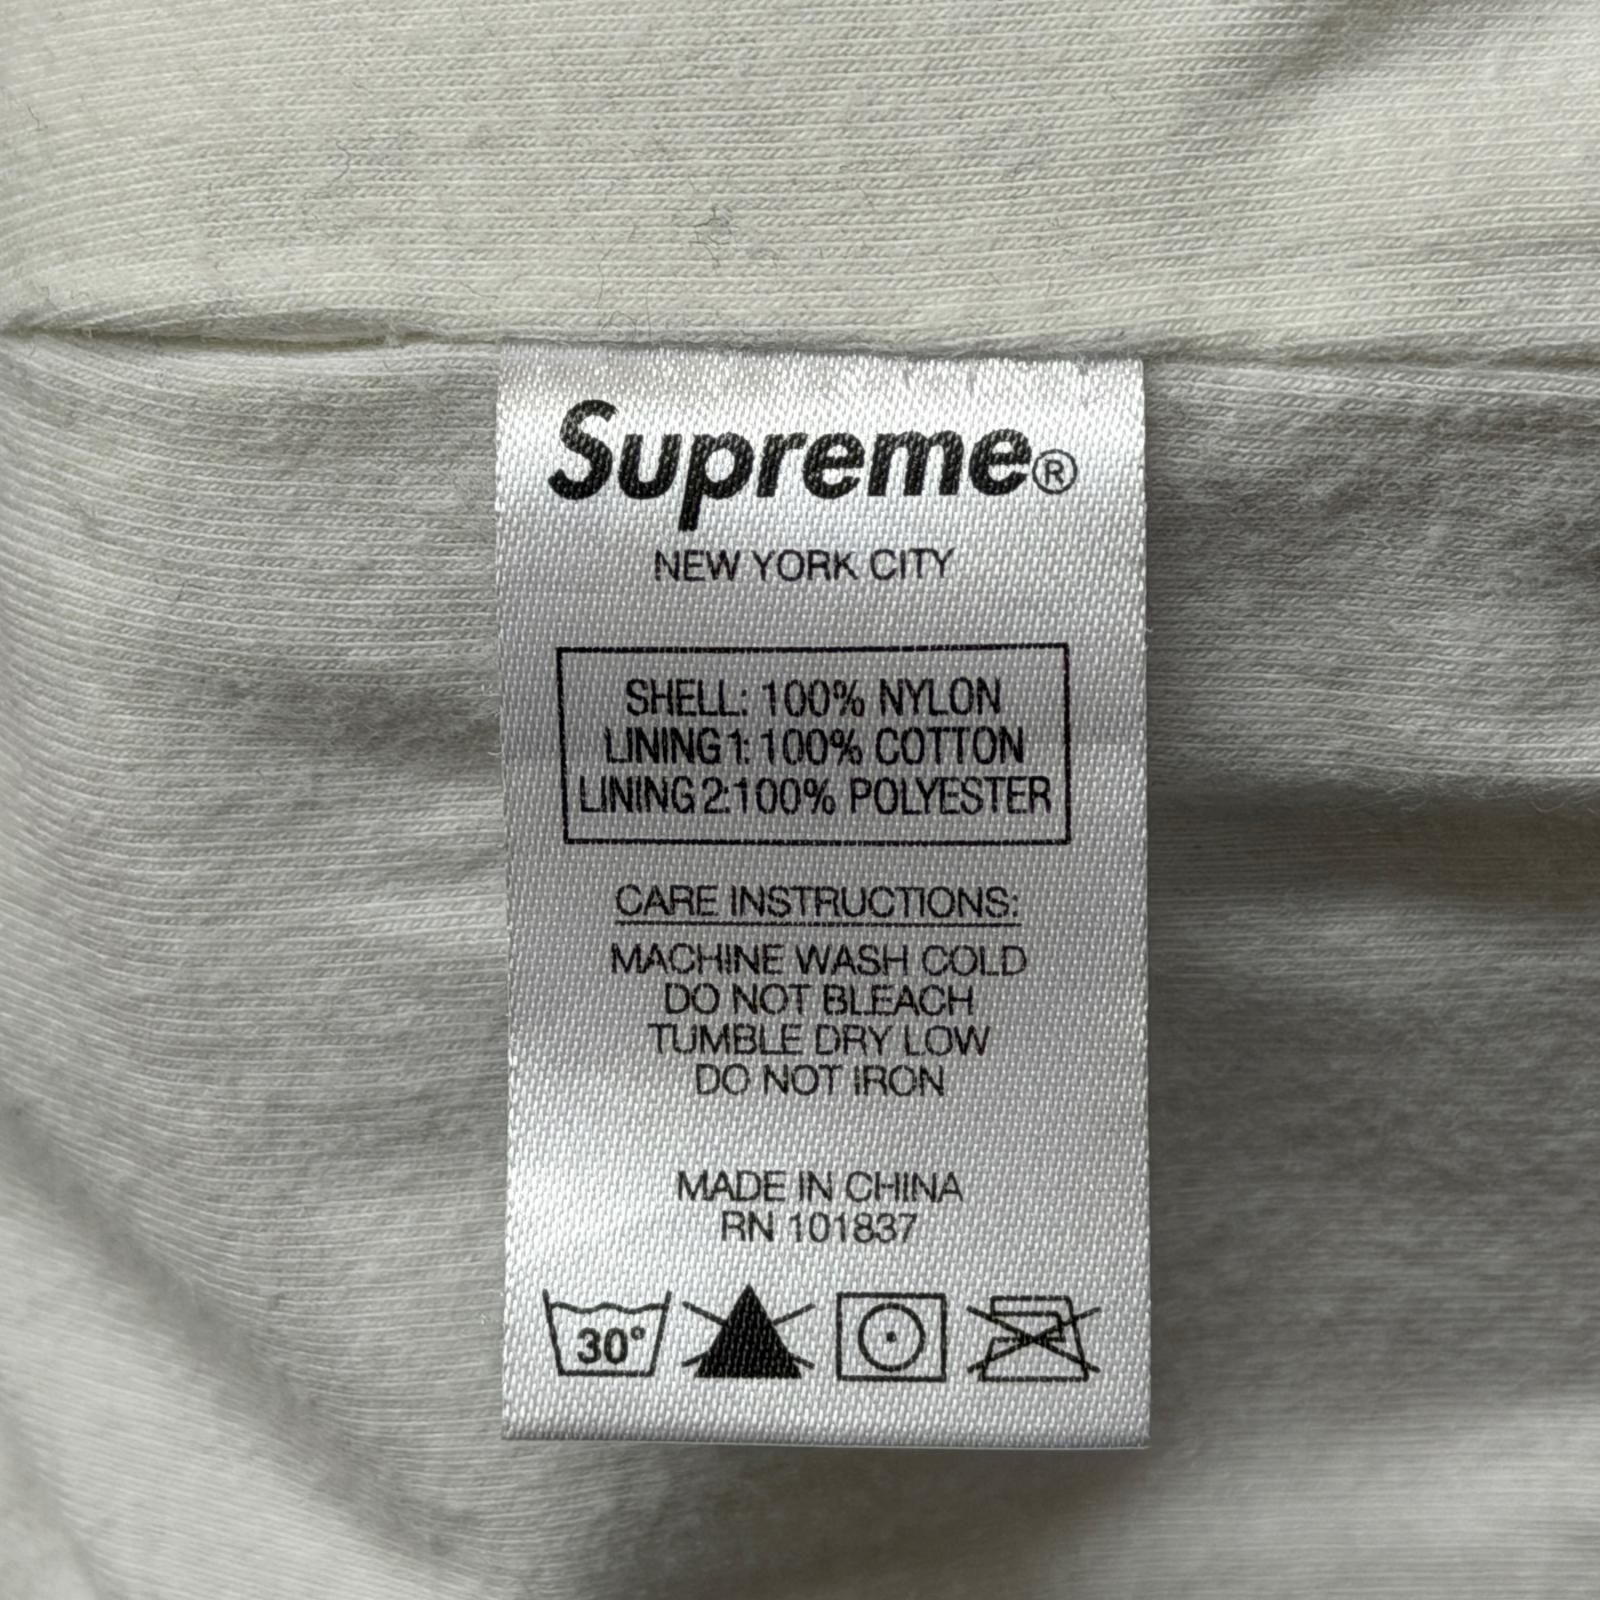 Supreme®
NEW YORK CITY
SHELL: 100% NYLON
LINING 1: 100% COTTON
LINING 2:100% POLYESTER
CARE INSTRUCTIONS:
MACHINE WASH COLD
DO NOT BLEACH
TUMBLE DRY LOW
DO NOT IRON
MADE IN CHINA
RN 101837
30°